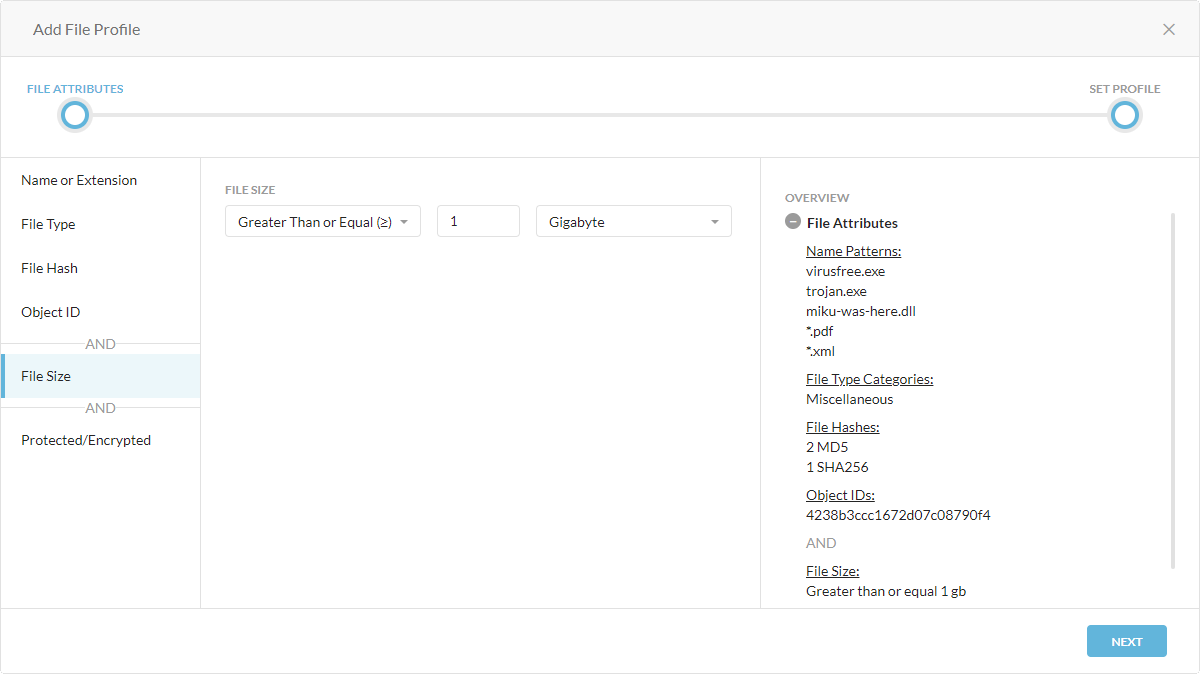 Add File Profile
FILE ATTRIBUTES
SET PROFILE
Name or Extension
File Type
File Hash
Object ID
AND
File Size
AND
Protected/Encrypted
FILE SIZE
Greater Than or Equal (≥)
1
Gigabyte
OVERVIEW
File Attributes
Name Patterns:
virusfree.exe
trojan.exe
miku-was-here.dll
*.pdf
*.xml
File Type Categories:
Miscellaneous
File Hashes:
2 MD5
1 SHA256
Object IDs:
4238b3ccc1672d07c08790f4
AND
File Size:
Greater than or equal 1 gb
NEXT